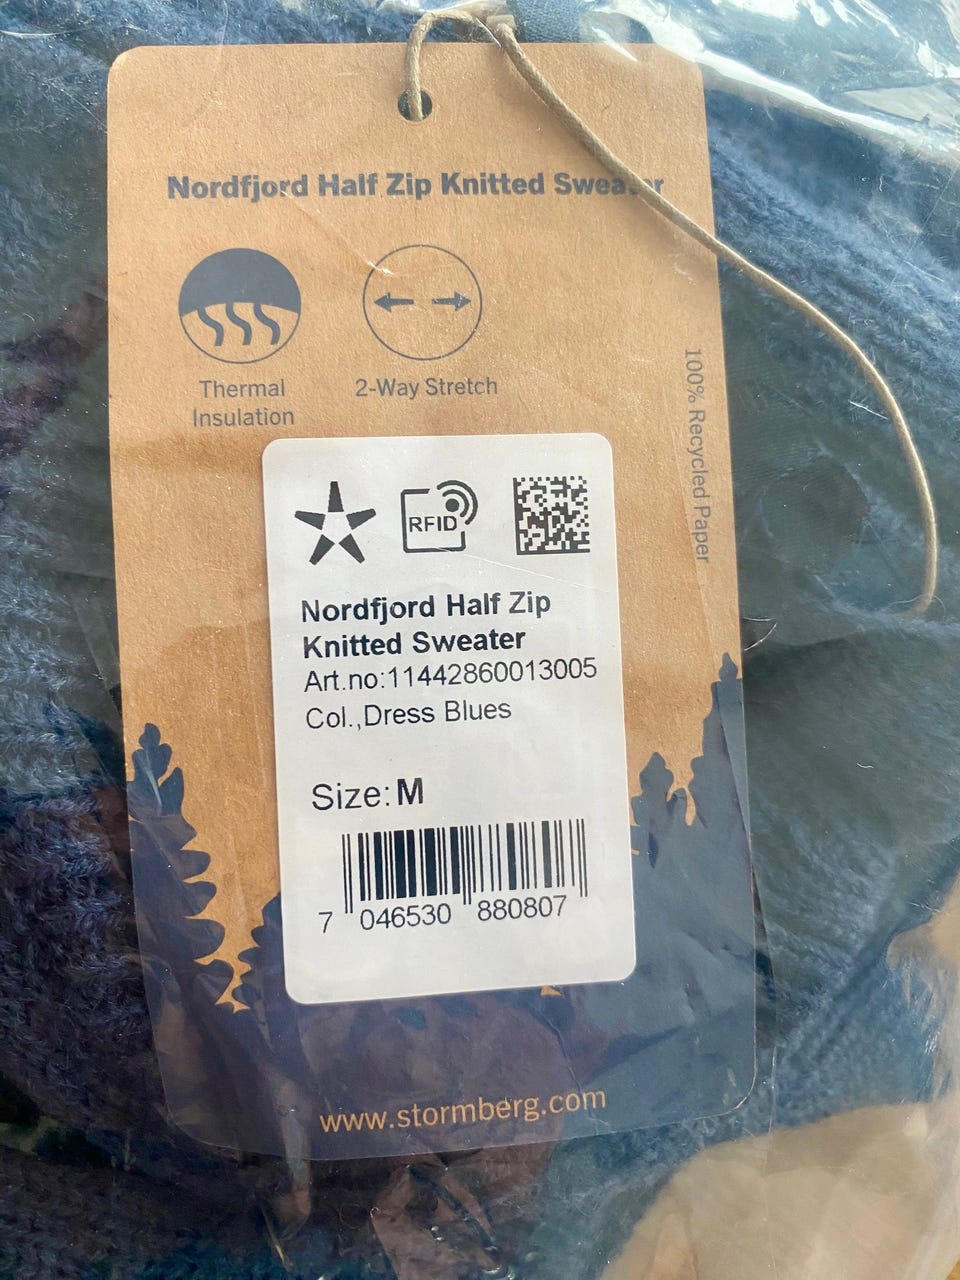 Nordfjord Half Zip Knitted Sweater
Thermal
Insulation
2-Way Stretch
100% Recycled Paper
RFID
Nordfjord Half Zip
Knitted Sweater
Art.no:11442860013005
Col.,Dress Blues
Size: M
7 046530 880807
www.stormberg.com